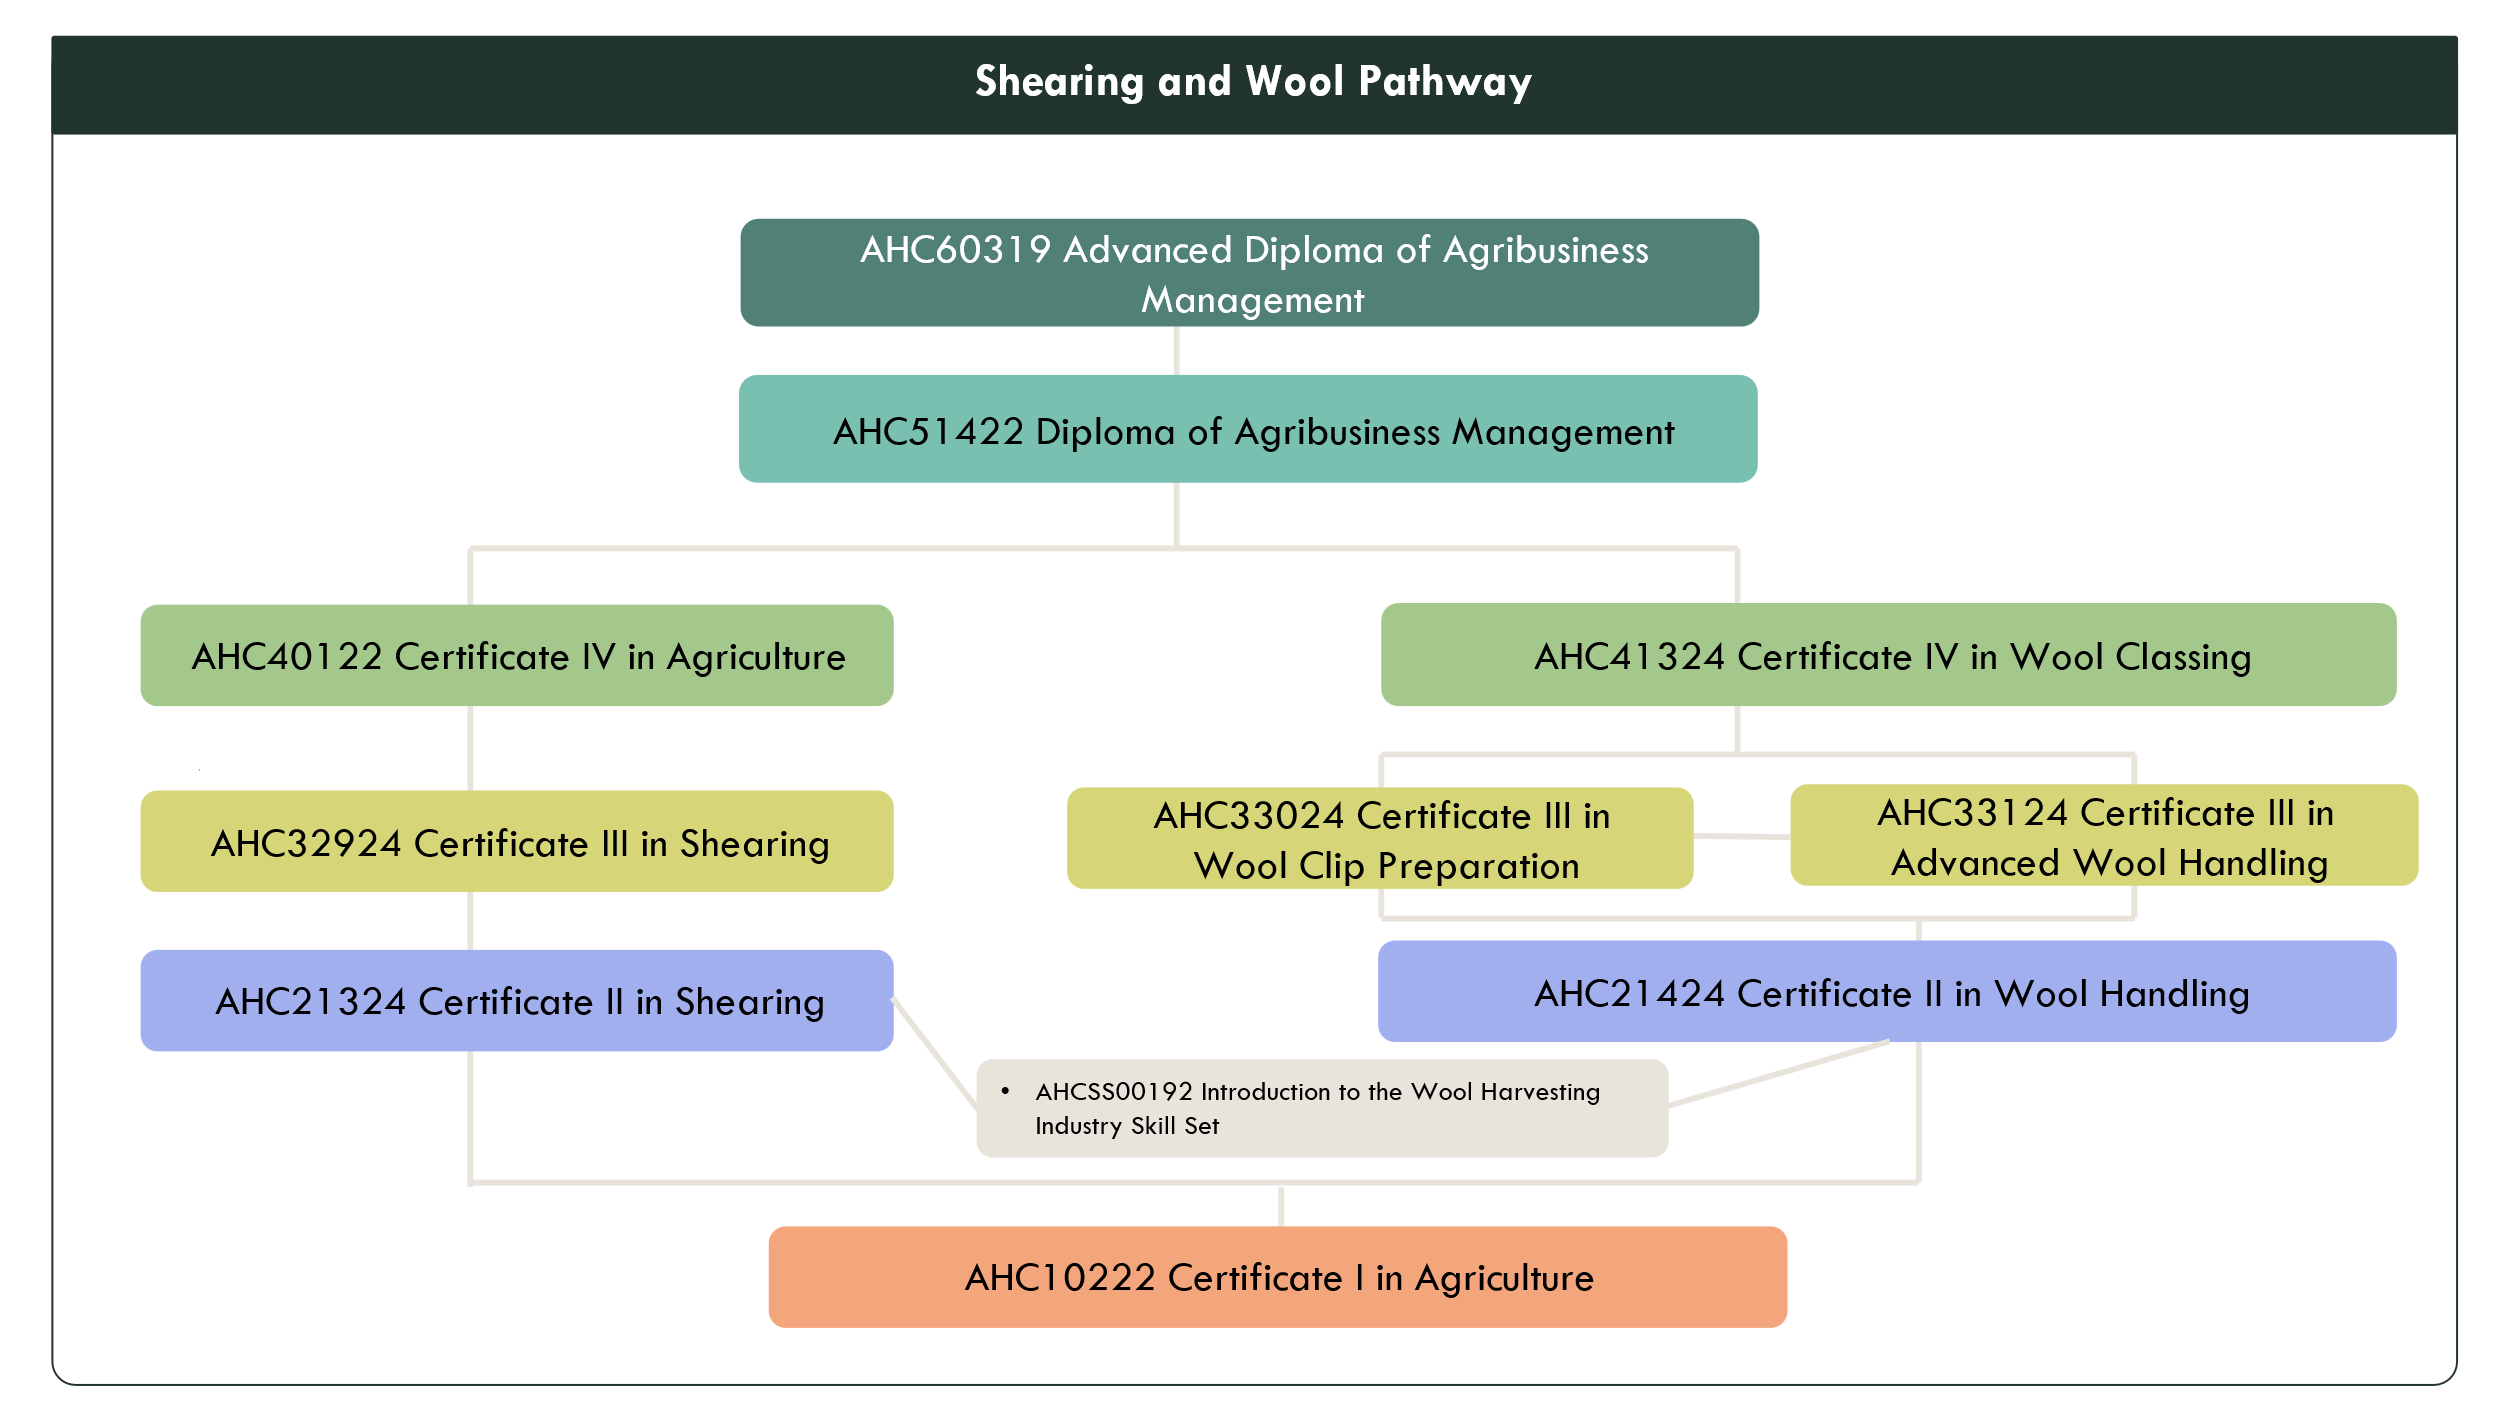 Shearing and Wool Pathway
AHC60319 Advanced Diploma of Agribusiness
Management
AHC51422 Diploma of Agribusiness Management
AHC40122 Certificate IV in Agriculture
AHC41324 Certificate IV in Wool Classing
AHC32924 Certificate III in Shearing
AHC33024 Certificate III in
Wool Clip Preparation
AHC33124 Certificate III in
Advanced Wool Handling
AHC21324 Certificate II in Shearing
AHC21424 Certificate II in Wool Handling
• AHCSS00192 Introduction to the Wool Harvesting
Industry Skill Set
AHC10222 Certificate I in Agriculture